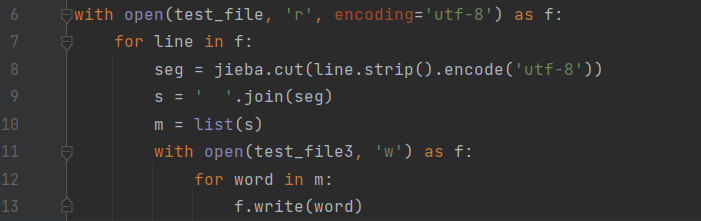 6 with open(test_file, 'r', encoding='utf-8') as f:
7 for line in f:
8 seg = jieba.cut(line.strip().encode('utf-8'))
9 s = '  '.join(seg)
10 m = list(s)
11 with open(test_file3, 'w') as f:
12 for word in m:
13 f.write(word)